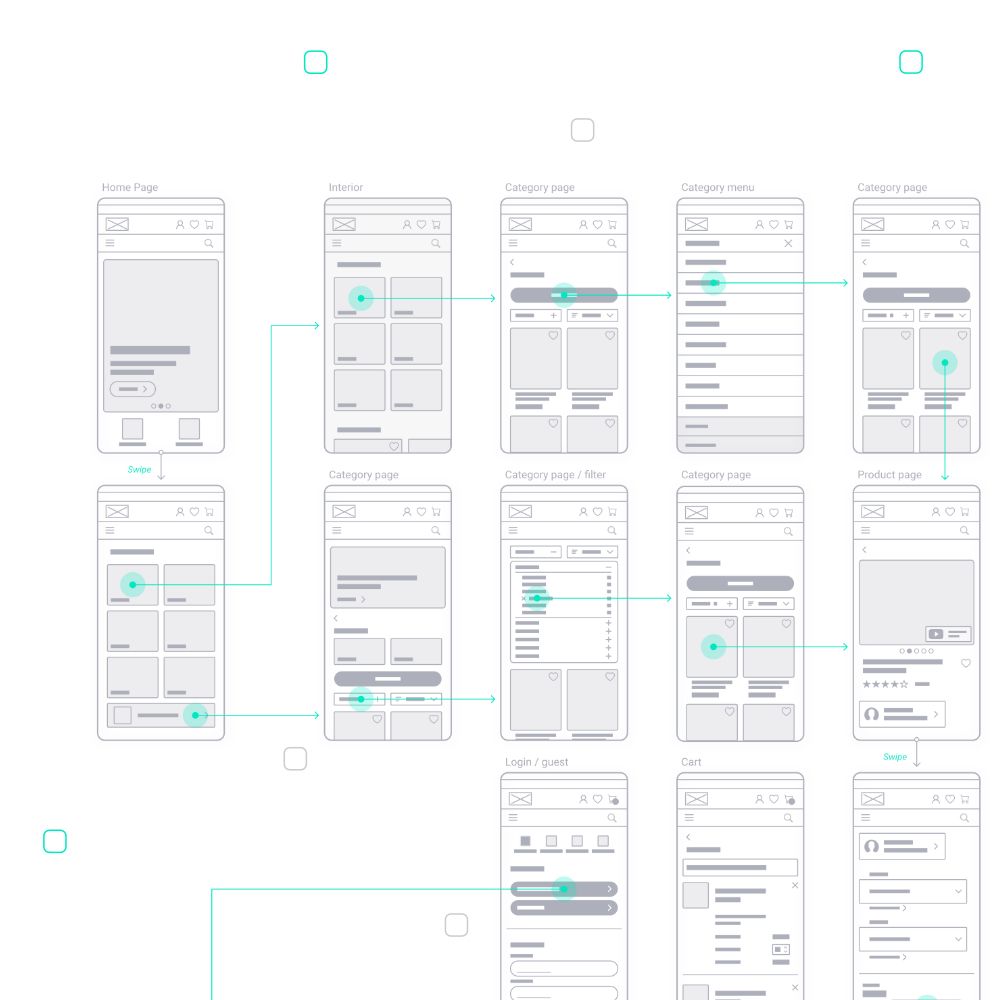 Home Page
Interior
Category page
Category menu
Category page
Swipe
Category page
Category page / filter
Category page
Product page
Swipe
Login / guest
Cart